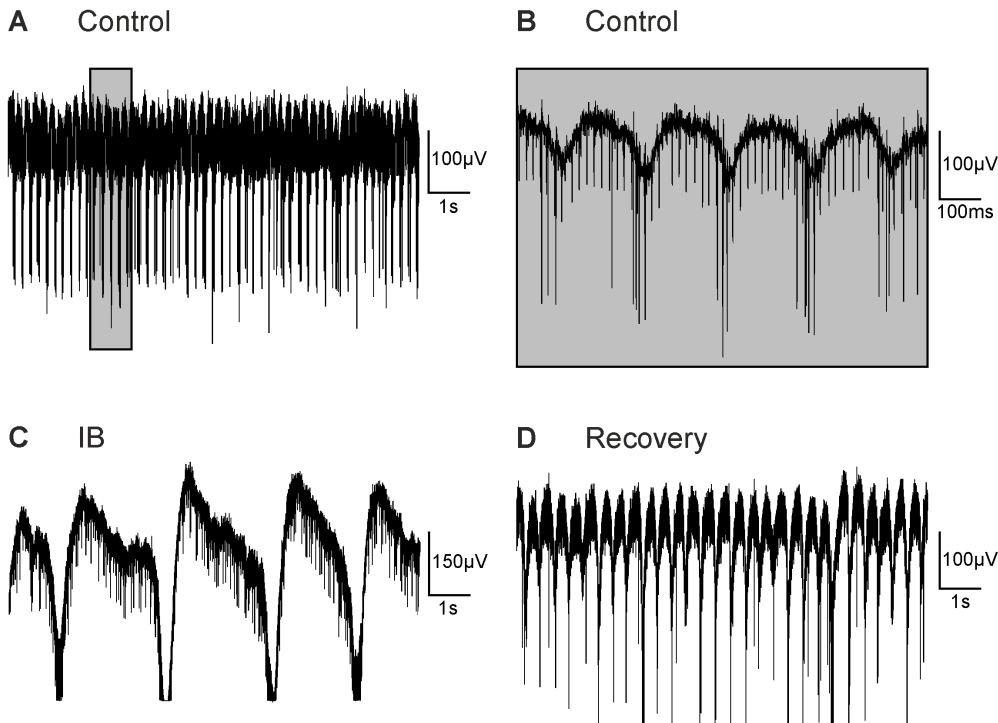 A Control
B Control
100µV
1s
100µV
100ms
C IB
D Recovery
150µV
1s
100µV
1s